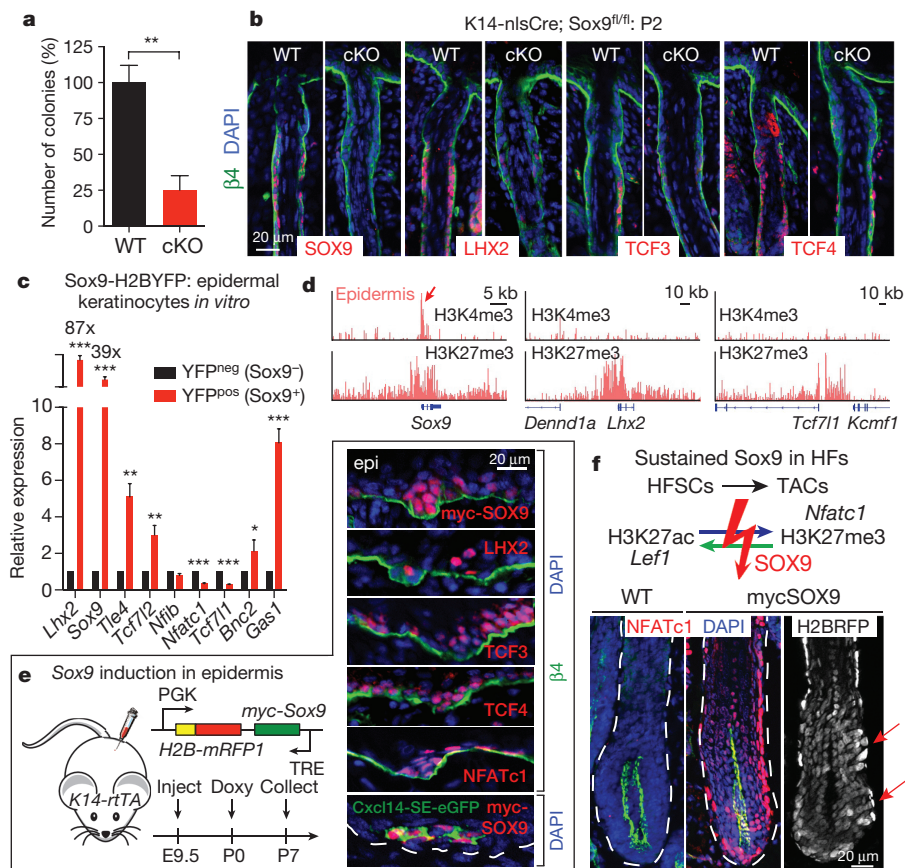 a
Number of colonies (%)
125
100
75
50
25
0
**
WT
cKO
b
K14-nlsCre; Sox9fl/fl: P2
WT cKO WT cKO WT cKO WT cKO
β4 DAPI
20 μm
SOX9
LHX2
TCF3
TCF4
c
Sox9-H2BYFP: epidermal
keratinocytes in vitro
87x
***
39x
***
YFPneg (Sox9–)
YFPpos (Sox9+)
Relative expression
10
8
6
4
2
0
**
**
***
***
*
***
Lhx2
Sox9
Tle4
Tcf7l2
Nfib
Nfatc1
Tcf7l1
Bnc2
Gas1
d
Epidermis
5 kb
10 kb
10 kb
H3K4me3
H3K4me3
H3K4me3
H3K27me3
H3K27me3
H3K27me3
Sox9
Dennd1a Lhx2
Tcf7l1 Kcmf1
e
Sox9 induction in epidermis
PGK
myc-Sox9
H2B-mRFP1
TRE
K14-rtTA
Inject Doxy Collect
E9.5 P0 P7
epi
20 μm
myc-SOX9
LHX2
TCF3
TCF4
NFATc1
Cxcl14-SE-eGFP myc-
SOX9
DAPI
β4
DAPI
f
Sustained Sox9 in HFs
HFSCs TACs
Nfatc1
H3K27ac H3K27me3
Lef1
SOX9
WT mycSOX9
NFATc1 DAPI
H2BRFP
20 μm